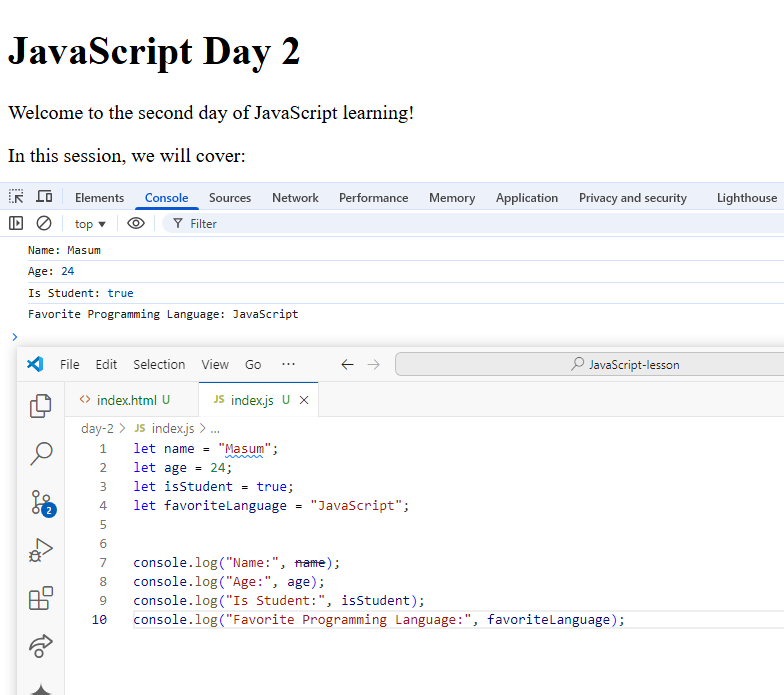 JavaScript Day 2
Welcome to the second day of JavaScript learning!
In this session, we will cover:
Elements Console Sources Network Performance Memory Application Privacy and security Lighthouse
top ▼ Filter
Name: Masum
Age: 24
Is Student: true
Favorite Programming Language: JavaScript
>
File Edit Selection View Go ··· ← → JavaScript-lesson
<> index.html U JS index.js U ×
day-2 > JS index.js > ...
1 let name = "Masum";
2 let age = 24;
3 let isStudent = true;
4 let favoriteLanguage = "JavaScript";
5
6
7 console.log("Name:", name);
8 console.log("Age:", age);
9 console.log("Is Student:", isStudent);
10 console.log("Favorite Programming Language:", favoriteLanguage);
2